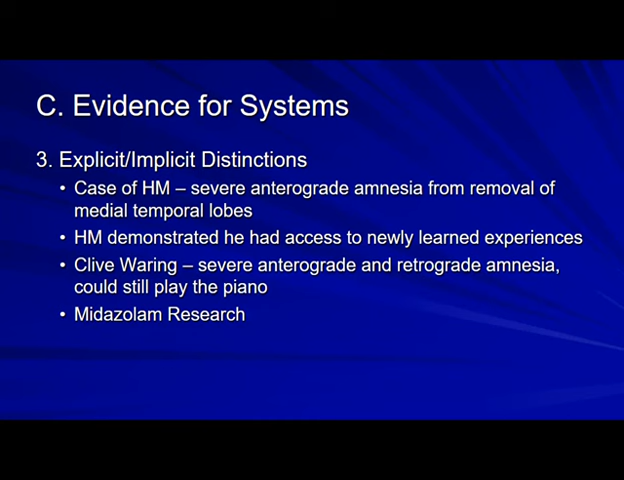 C. Evidence for Systems
3. Explicit/Implicit Distinctions
• Case of HM – severe anterograde amnesia from removal of
medial temporal lobes
• HM demonstrated he had access to newly learned experiences
• Clive Waring – severe anterograde and retrograde amnesia,
could still play the piano
• Midazolam Research